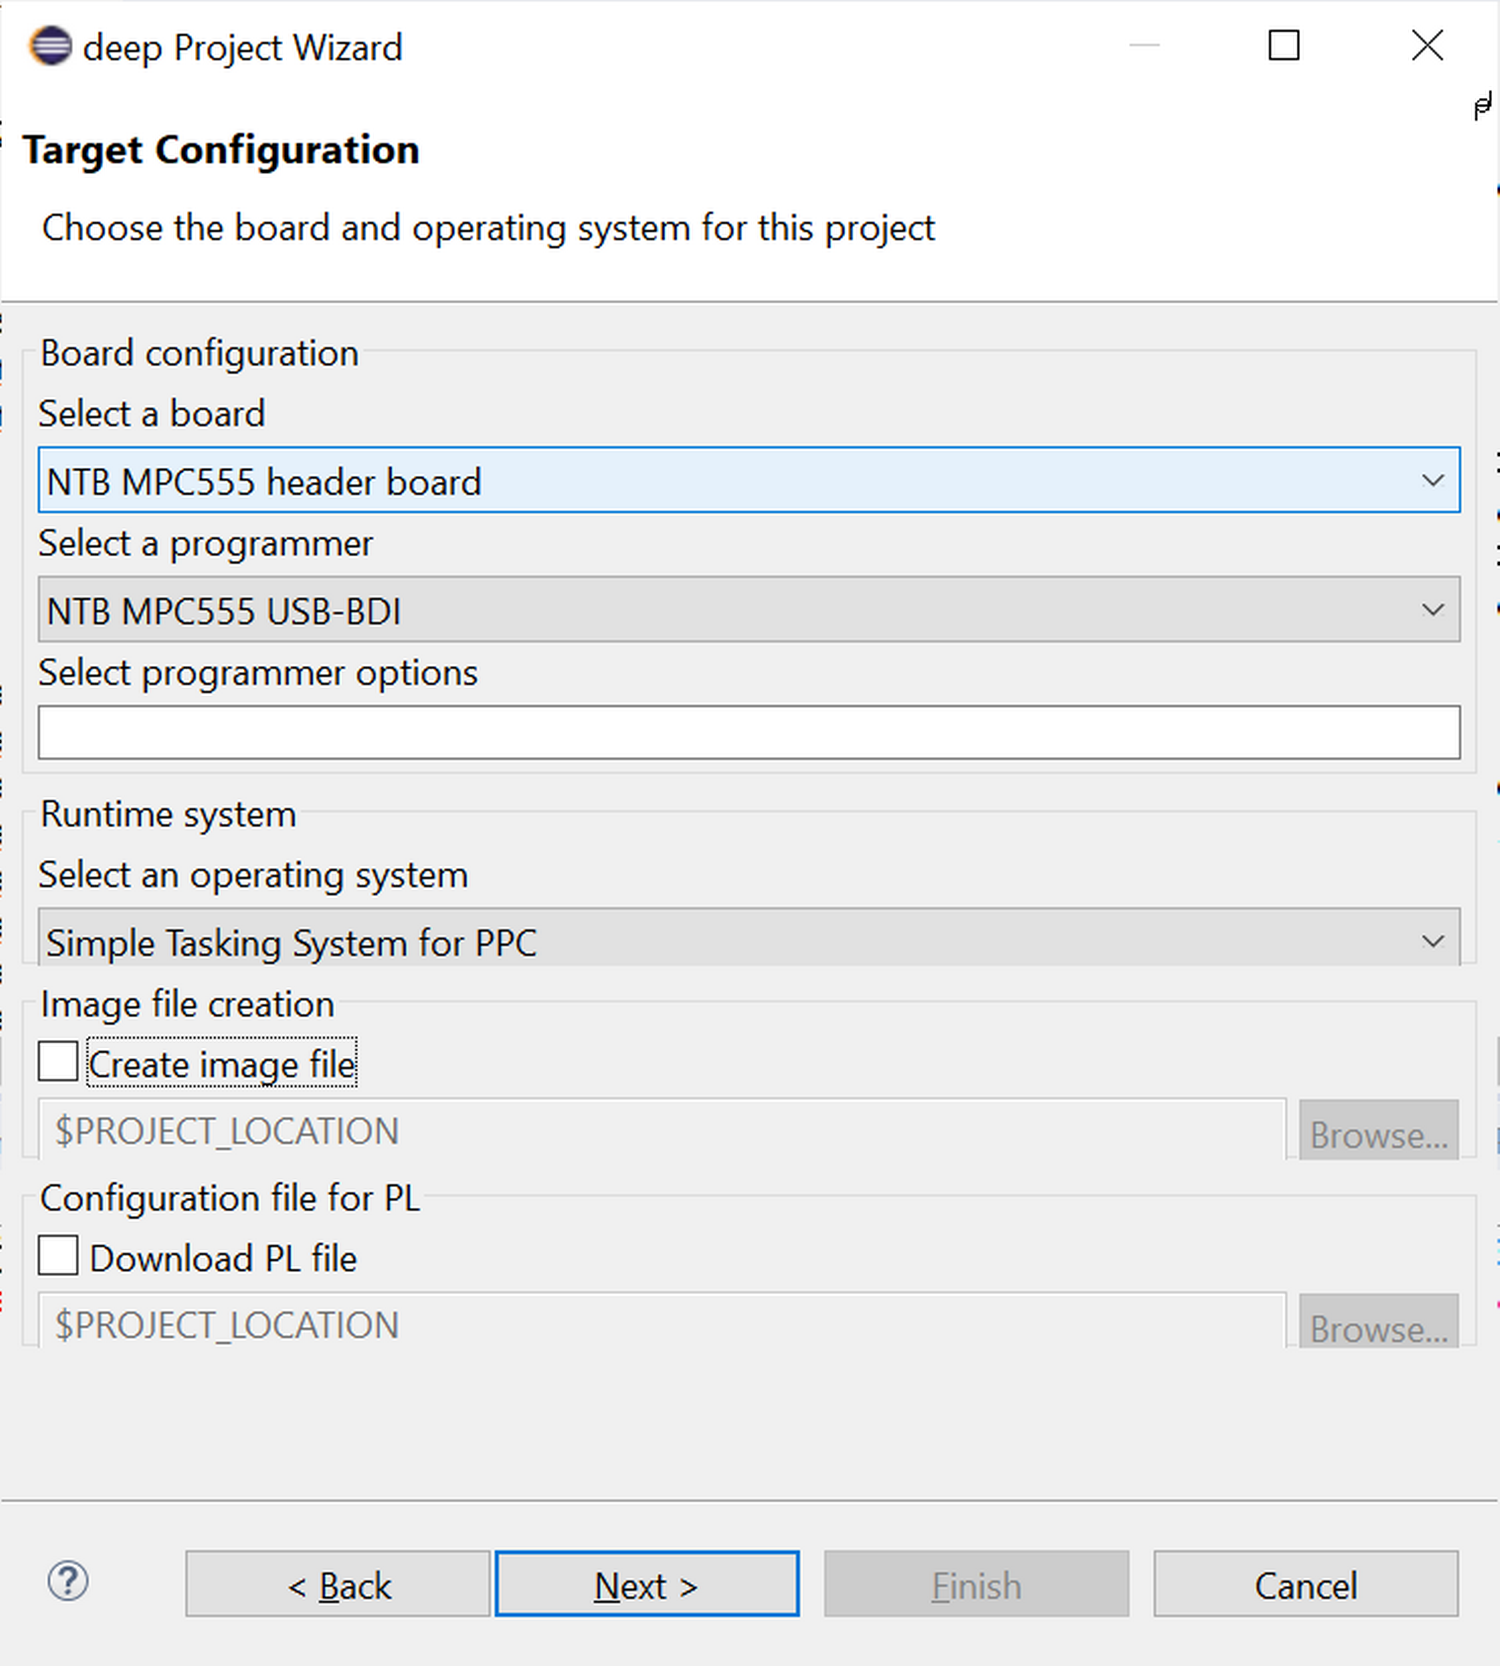 deep Project Wizard
Target Configuration
Choose the board and operating system for this project
Board configuration
Select a board
NTB MPC555 header board
Select a programmer
NTB MPC555 USB-BDI
Select programmer options
Runtime system
Select an operating system
Simple Tasking System for PPC
Image file creation
Create image file
$PROJECT_LOCATION
Browse...
Configuration file for PL
Download PL file
$PROJECT_LOCATION
Browse...
?
< Back
Next >
Finish
Cancel